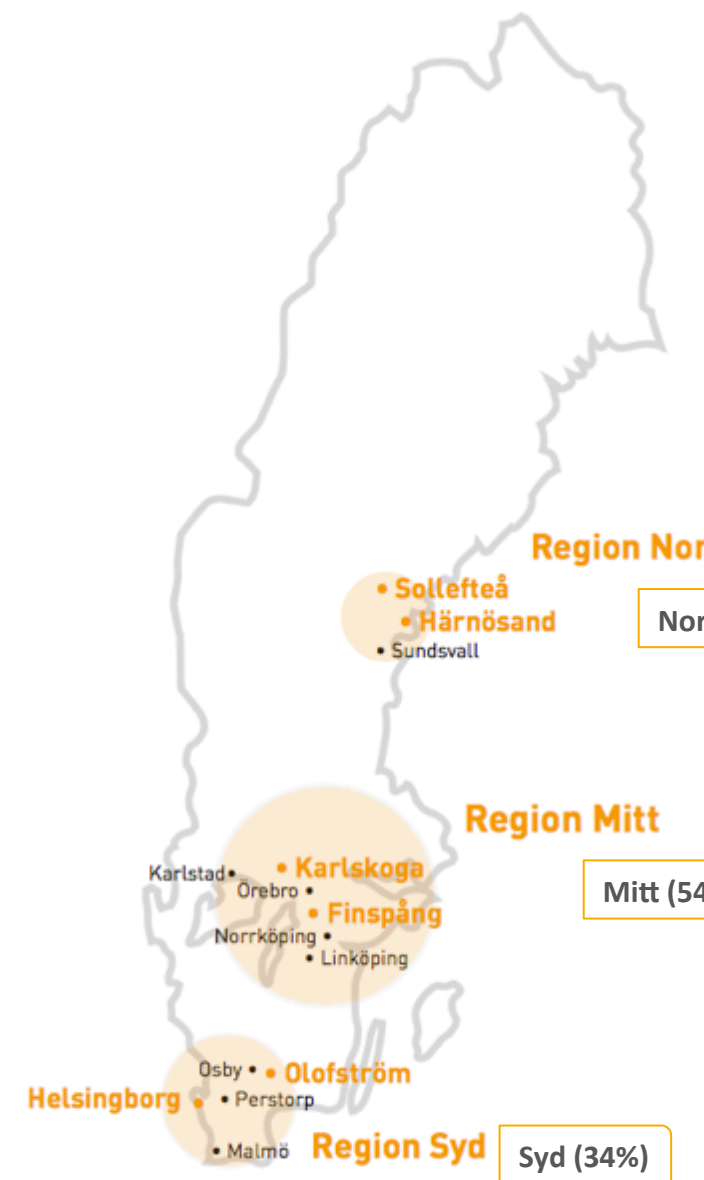 Region Nor
Sollefteå
Härnösand
Nor
Sundsvall
Region Mitt
Karlskoga
Karlstad
Örebro
Mitt (54
Finspång
Norrköping
Linköping
Osby
Olofström
Helsingborg
Perstorp
Malmö
Region Syd
Syd (34%)